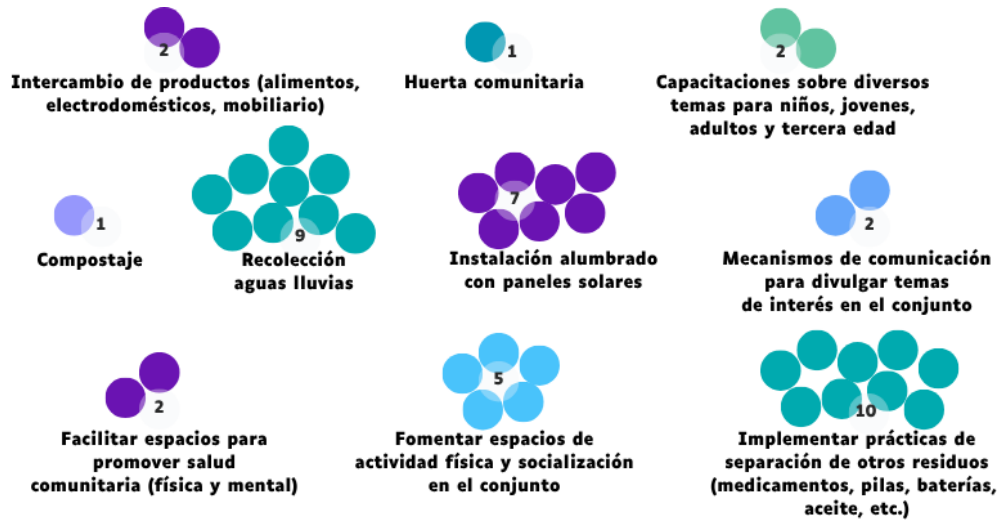 2
Intercambio de productos (alimentos,
electrodomésticos, mobiliario)
1
Huerta comunitaria
2
Capacitaciones sobre diversos
temas para niños, jovenes,
adultos y tercera edad
1
Compostaje
9
Recolección
aguas lluvias
7
Instalación alumbrado
con paneles solares
2
Mecanismos de comunicación
para divulgar temas
de interés en el conjunto
2
Facilitar espacios para
promover salud
comunitaria (física y mental)
5
Fomentar espacios de
actividad física y socialización
en el conjunto
10
Implementar prácticas de
separación de otros residuos
(medicamentos, pilas, baterías,
aceite, etc.)